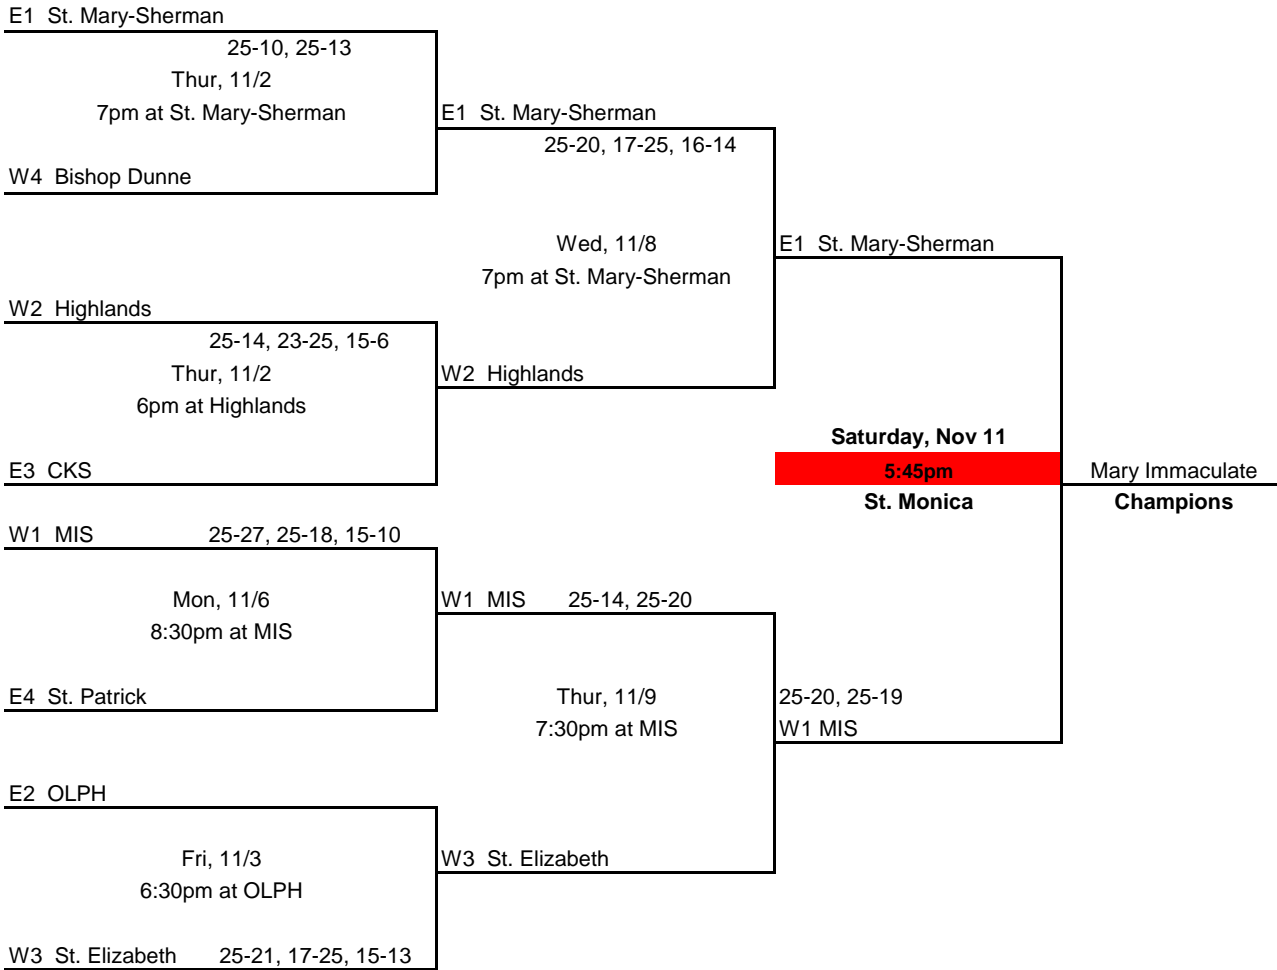 E1 St. Mary-Sherman
25-10, 25-13
Thur, 11/2
7pm at St. Mary-Sherman
W4 Bishop Dunne
W2 Highlands
25-14, 23-25, 15-6
Thur, 11/2
6pm at Highlands
E3 CKS
W1 MIS 25-27, 25-18, 15-10
Mon, 11/6
8:30pm at MIS
E4 St. Patrick
E2 OLPH
Fri, 11/3
6:30pm at OLPH
W3 St. Elizabeth 25-21, 17-25, 15-13
E1 St. Mary-Sherman
25-20, 17-25, 16-14
Wed, 11/8
7pm at St. Mary-Sherman
W2 Highlands
W1 MIS 25-14, 25-20
Thur, 11/9
7:30pm at MIS
W3 St. Elizabeth
E1 St. Mary-Sherman
Saturday, Nov 11
5:45pm
St. Monica
25-20, 25-19
W1 MIS
Mary Immaculate
Champions